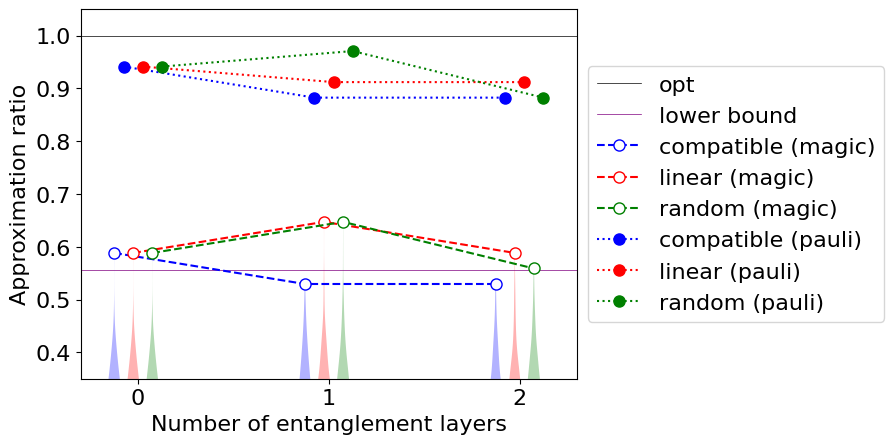 Approximation ratio
1.0
0.9
0.8
0.7
0.6
0.5
0.4
0
1
2
Number of entanglement layers
opt
lower bound
compatible (magic)
linear (magic)
random (magic)
compatible (pauli)
linear (pauli)
random (pauli)